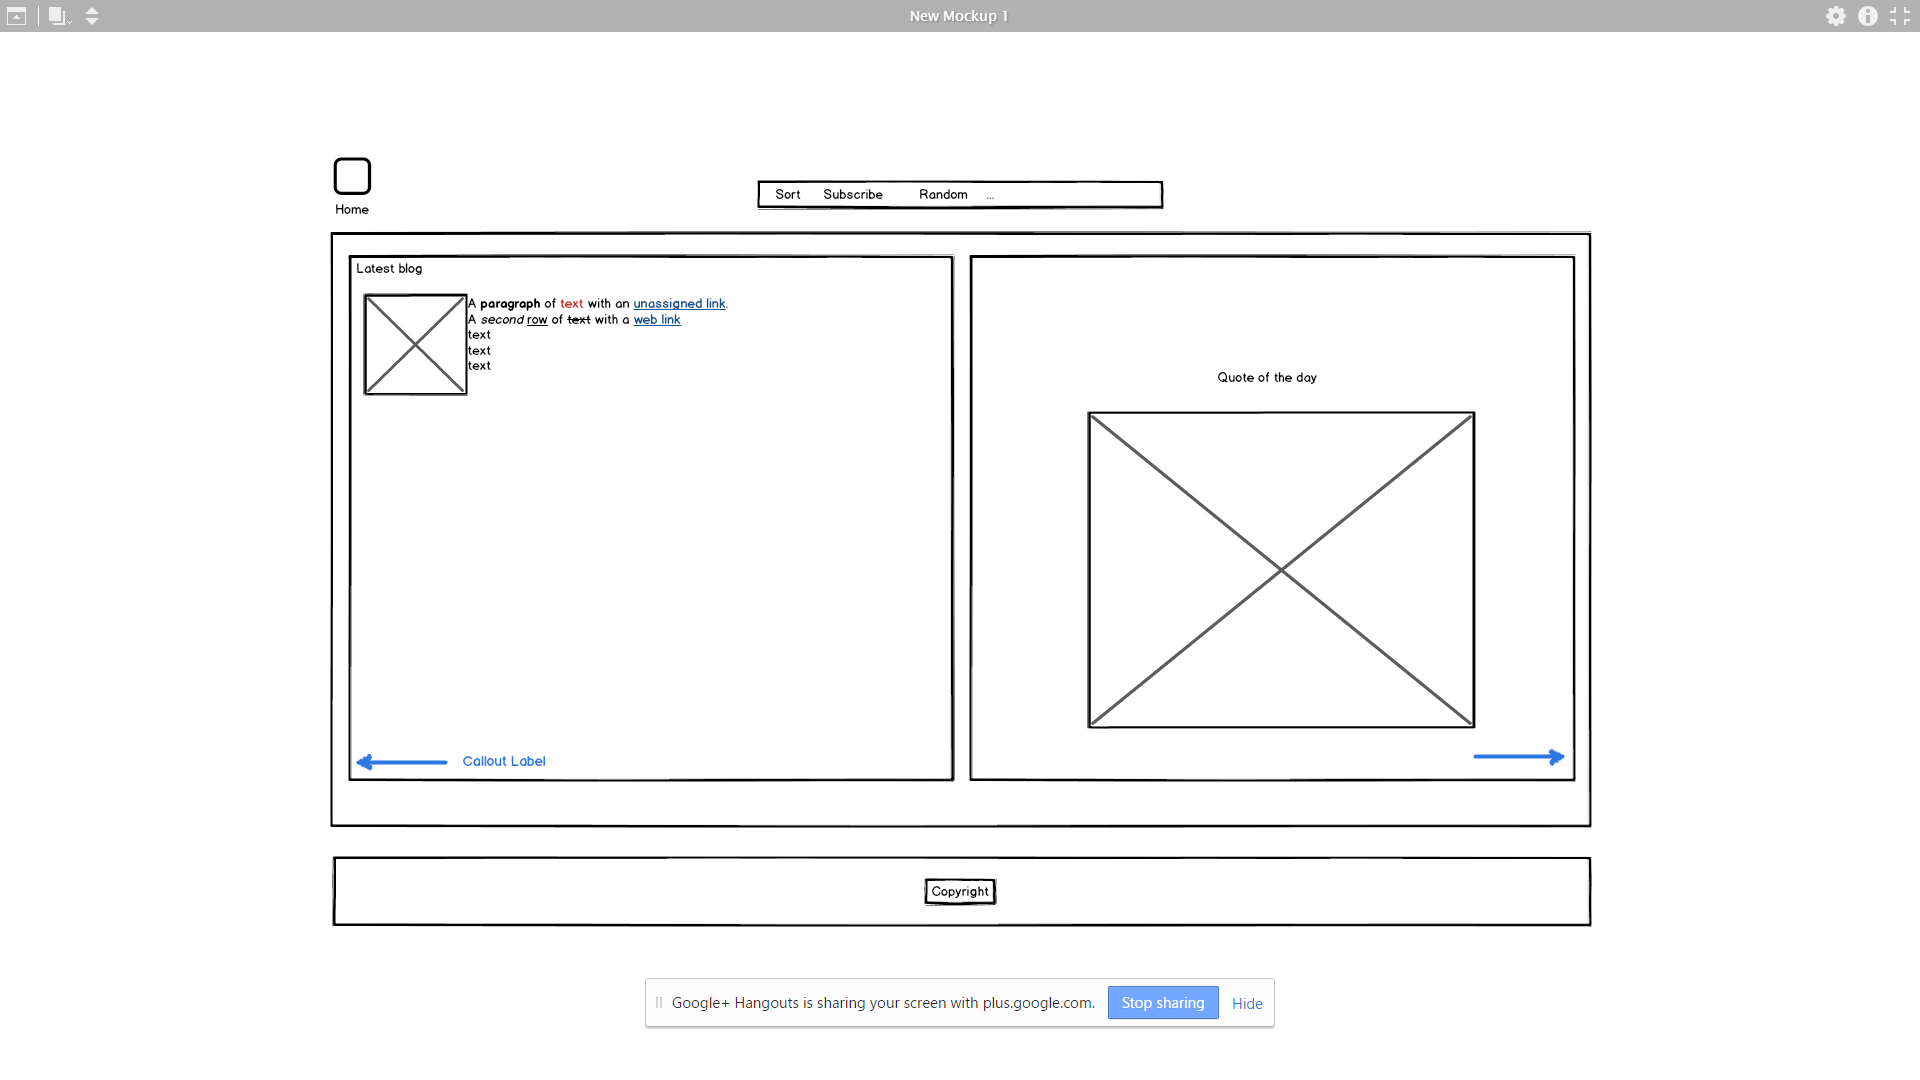 New Mockup 1
Home
Sort Subscribe Random ...
Latest blog
A paragraph of text with an unassigned link.
A second row of text with a web link
text
text
text
Quote of the day
Callout Label
Copyright
Google+ Hangouts is sharing your screen with plus.google.com. Stop sharing Hide